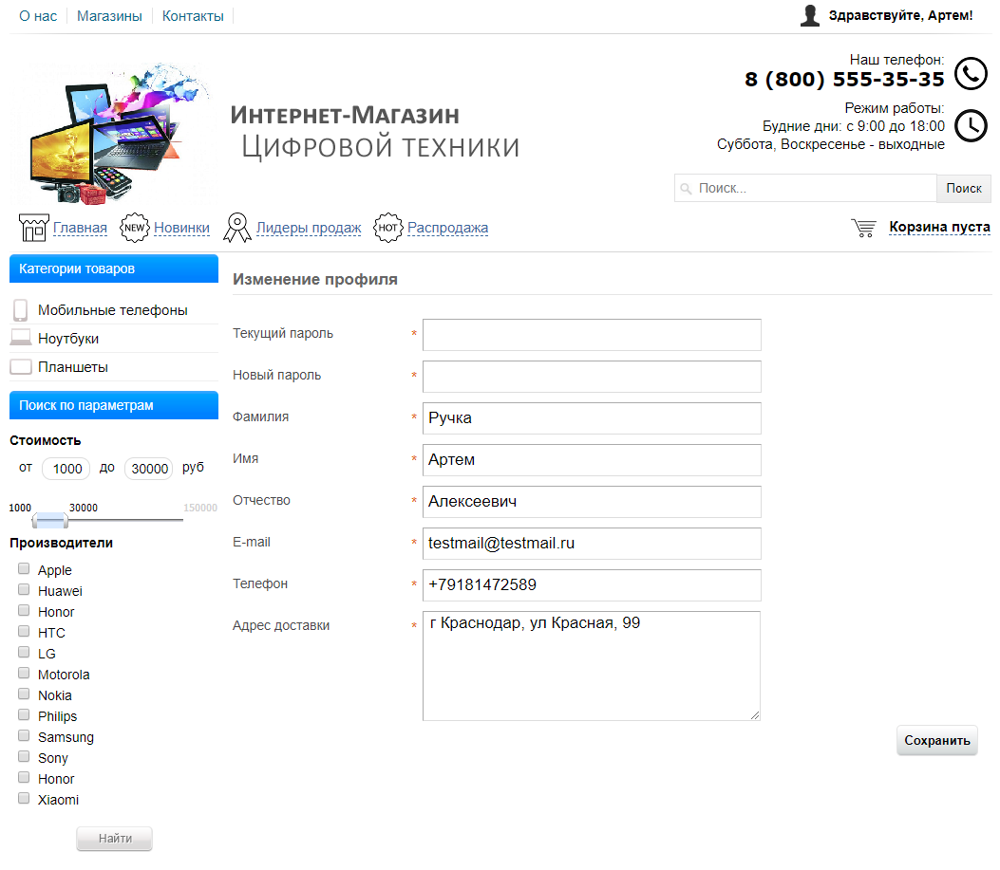 О нас Магазины Контакты
Здравствуйте, Артем!
Наш телефон:
8 (800) 555-35-35
Режим работы:
Будние дни: с 9:00 до 18:00
Суббота, Воскресенье - выходные
Интернет-Магазин
Цифровой техники
Поиск... Поиск
Главная NEW Новинки Лидеры продаж HOT Распродажа
Корзина пуста
Категории товаров
Мобильные телефоны
Ноутбуки
Планшеты
Поиск по параметрам
Стоимость
от 1000 до 30000 руб
1000 30000 150000
Производители
Apple
Huawei
Honor
HTC
LG
Motorola
Nokia
Philips
Samsung
Sony
Honor
Xiaomi
Найти
Изменение профиля
Текущий пароль *
Новый пароль *
Фамилия * Ручка
Имя * Артем
Отчество * Алексеевич
E-mail * testmail@testmail.ru
Телефон * +79181472589
Адрес доставки * г Краснодар, ул Красная, 99
Сохранить